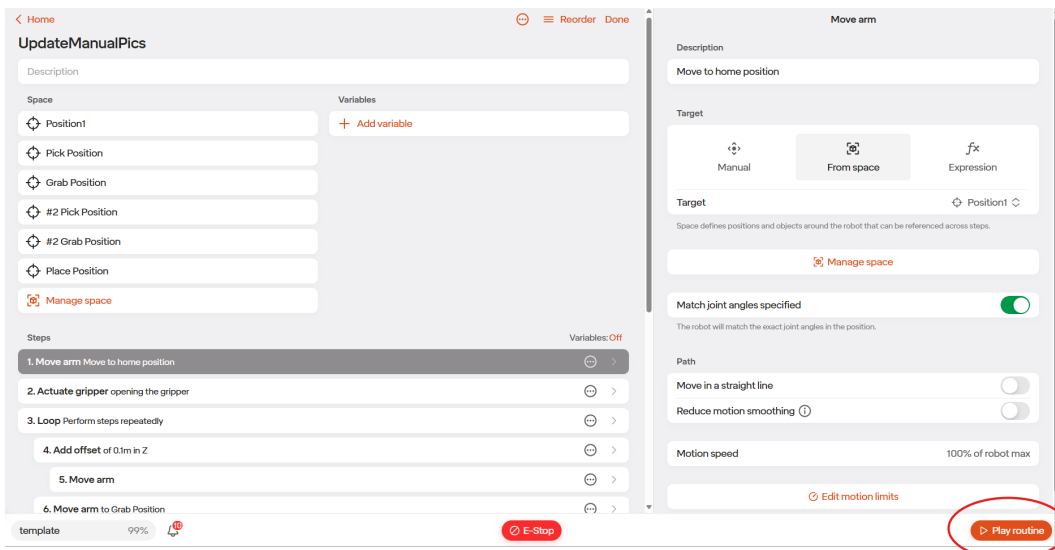 Home
Reorder Done
UpdateManualPics
Description
Space
Position1
Pick Position
Grab Position
#2 Pick Position
#2 Grab Position
Place Position
Manage space
Variables
Add variable
Steps
Variables:Off
1. Move arm Move to home position
2. Actuate gripper opening the gripper
3. Loop Perform steps repeatedly
4. Add offset of 0.1m in Z
5. Move arm
6. Move arm to Grab Position
Move arm
Description
Move to home position
Target
Manual
From space
fx
Expression
Target Position1
Space defines positions and objects around the robot that can be referenced across steps.
Manage space
Match joint angles specified
The robot will match the exact joint angles in the position.
Path
Move in a straight line
Reduce motion smoothing
Motion speed 100% of robot max
Edit motion limits
template 99% 10
E-Stop
Play routine